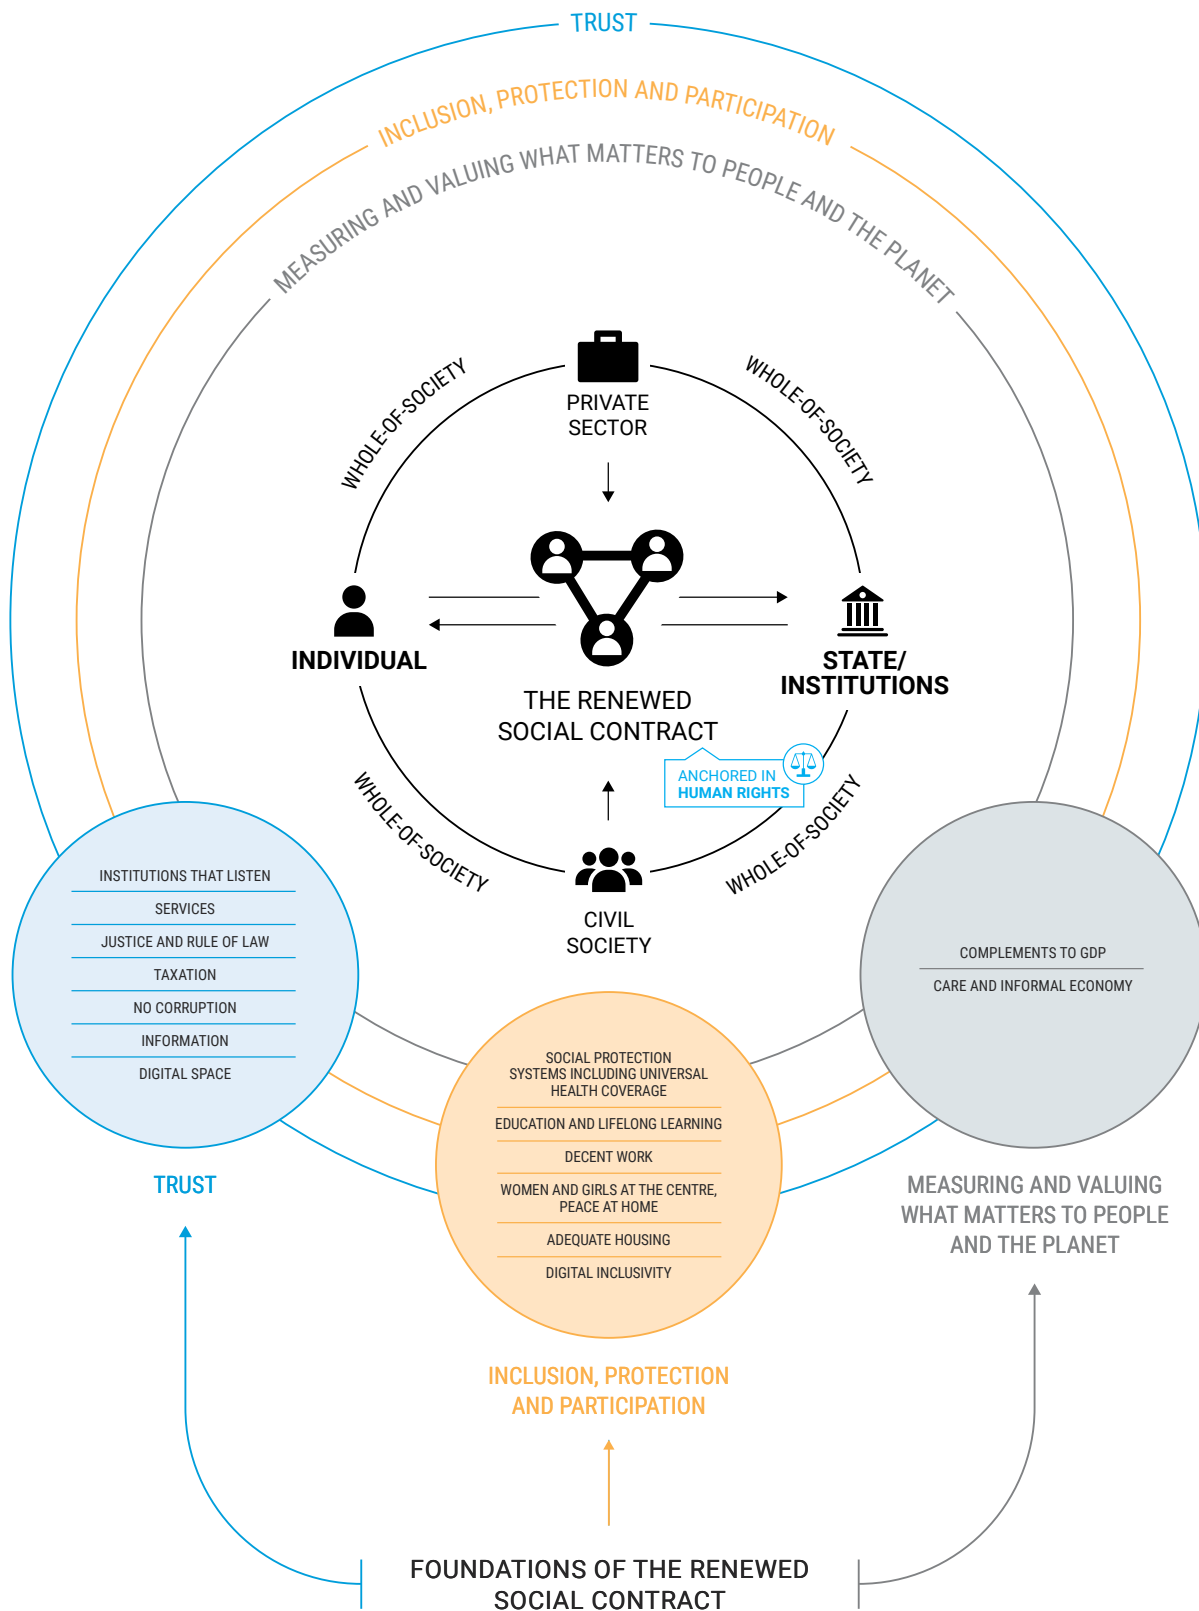 TRUST
INCLUSION, PROTECTION AND PARTICIPATION
MEASURING AND VALUING WHAT MATTERS TO PEOPLE AND THE PLANET
WHOLE-OF-SOCIETY
WHOLE-OF-SOCIETY
PRIVATE
SECTOR
INDIVIDUAL
STATE/
INSTITUTIONS
THE RENEWED
SOCIAL CONTRACT
ANCHORED IN
HUMAN RIGHTS
WHOLE-OF-SOCIETY
WHOLE-OF-SOCIETY
CIVIL
SOCIETY
INSTITUTIONS THAT LISTEN
SERVICES
JUSTICE AND RULE OF LAW
TAXATION
NO CORRUPTION
INFORMATION
DIGITAL SPACE
TRUST
SOCIAL PROTECTION
SYSTEMS INCLUDING UNIVERSAL
HEALTH COVERAGE
EDUCATION AND LIFELONG LEARNING
DECENT WORK
WOMEN AND GIRLS AT THE CENTRE,
PEACE AT HOME
ADEQUATE HOUSING
DIGITAL INCLUSIVITY
INCLUSION, PROTECTION
AND PARTICIPATION
COMPLEMENTS TO GDP
CARE AND INFORMAL ECONOMY
MEASURING AND VALUING
WHAT MATTERS TO PEOPLE
AND THE PLANET
FOUNDATIONS OF THE RENEWED
SOCIAL CONTRACT